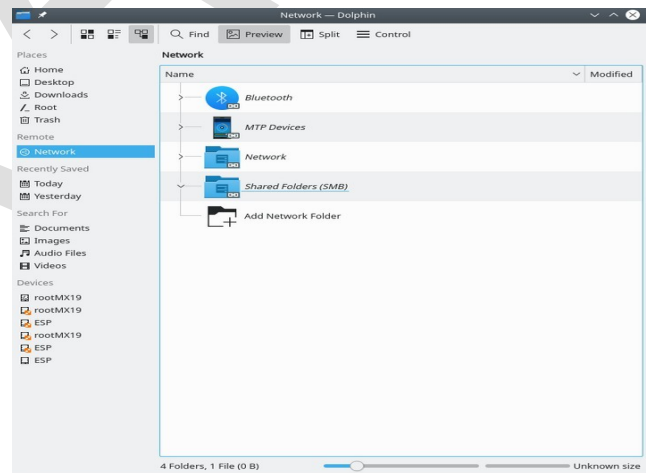 Network — Dolphin
Find Preview Split Control
Places
Home
Desktop
Downloads
Root
Trash
Remote
Network
Recently Saved
Today
Yesterday
Search For
Documents
Images
Audio Files
Videos
Devices
rootMX19
rootMX19
ESP
rootMX19
ESP
ESP
Network
Name Modified
Bluetooth
MTP Devices
Network
Shared Folders (SMB)
Add Network Folder
4 Folders, 1 File (0 B) Unknown size